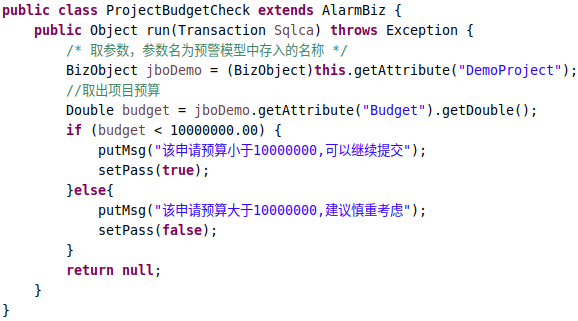 public class ProjectBudgetCheck extends AlarmBiz {
    public Object run(Transaction Sqlca) throws Exception {
        /* 取参数，参数名为预警模型中存入的名称 */
        BizObject jboDemo = (BizObject)this.getAttribute("DemoProject");
        //取出项目预算
        Double budget = jboDemo.getAttribute("Budget").getDouble();
        if (budget < 10000000.00) {
            putMsg("该申请预算小于10000000,可以继续提交");
            setPass(true);
        }else{
            putMsg("该申请预算大于10000000,建议慎重考虑");
            setPass(false);
        }
        return null;
    }
}